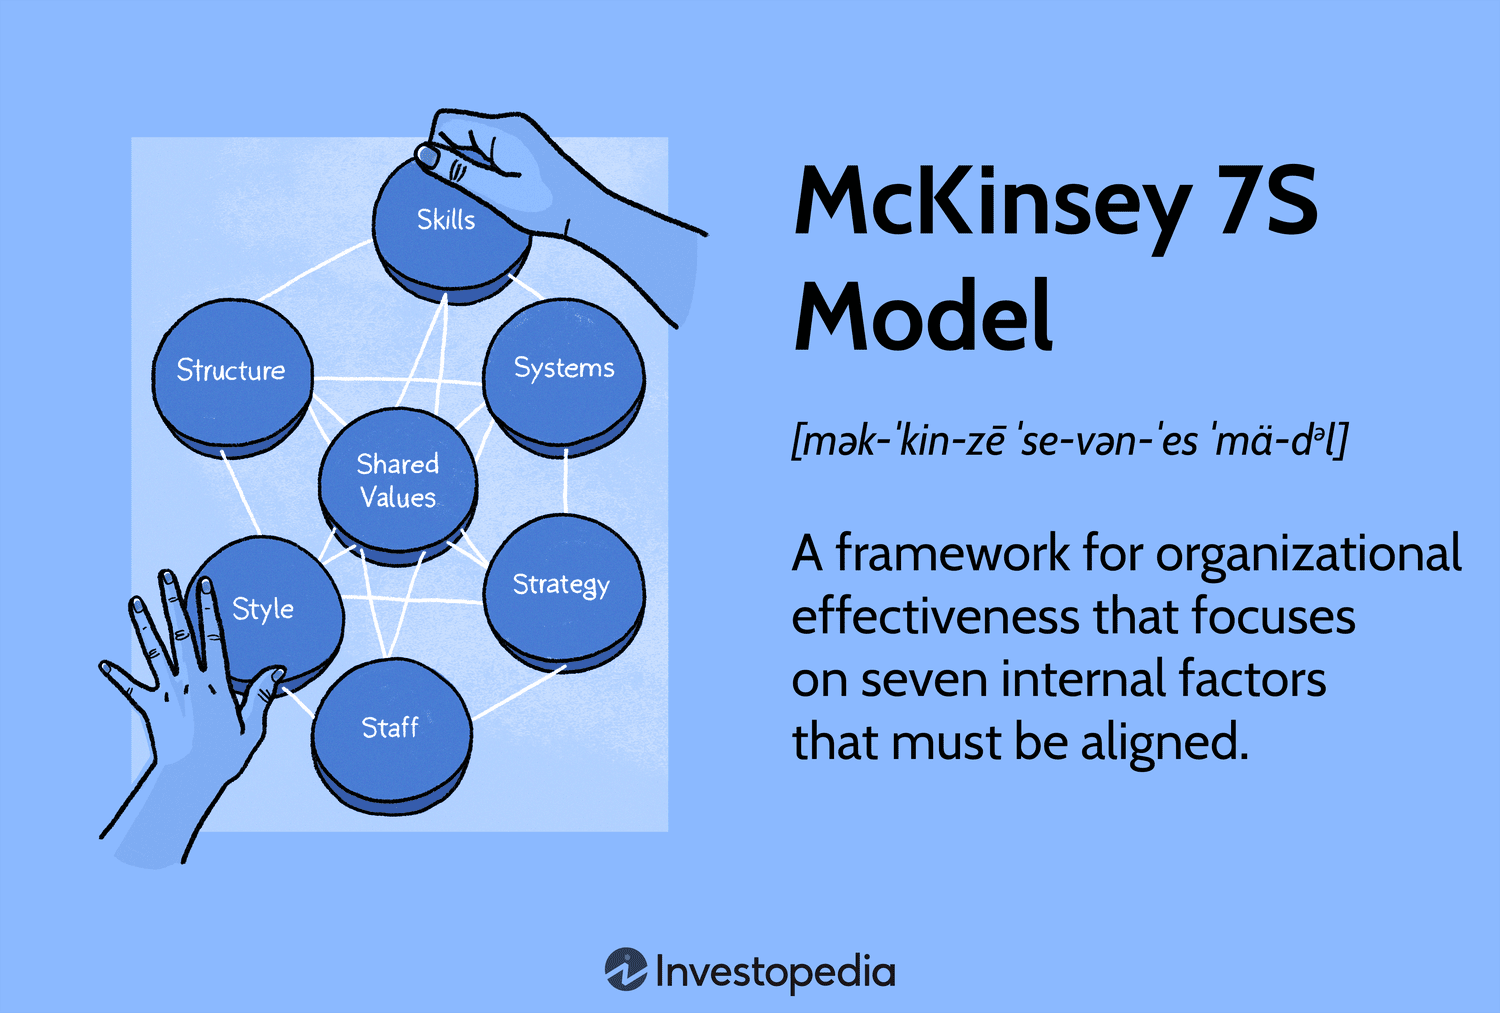 Skills
Structure
Systems
Shared
Values
Style
Strategy
Staff
McKinsey 7S
Model
[mək-ˈkin-zē ˈse-vən-ˈes ˈmä-dᵊl]
A framework for organizational
effectiveness that focuses
on seven internal factors
that must be aligned.
Investopedia